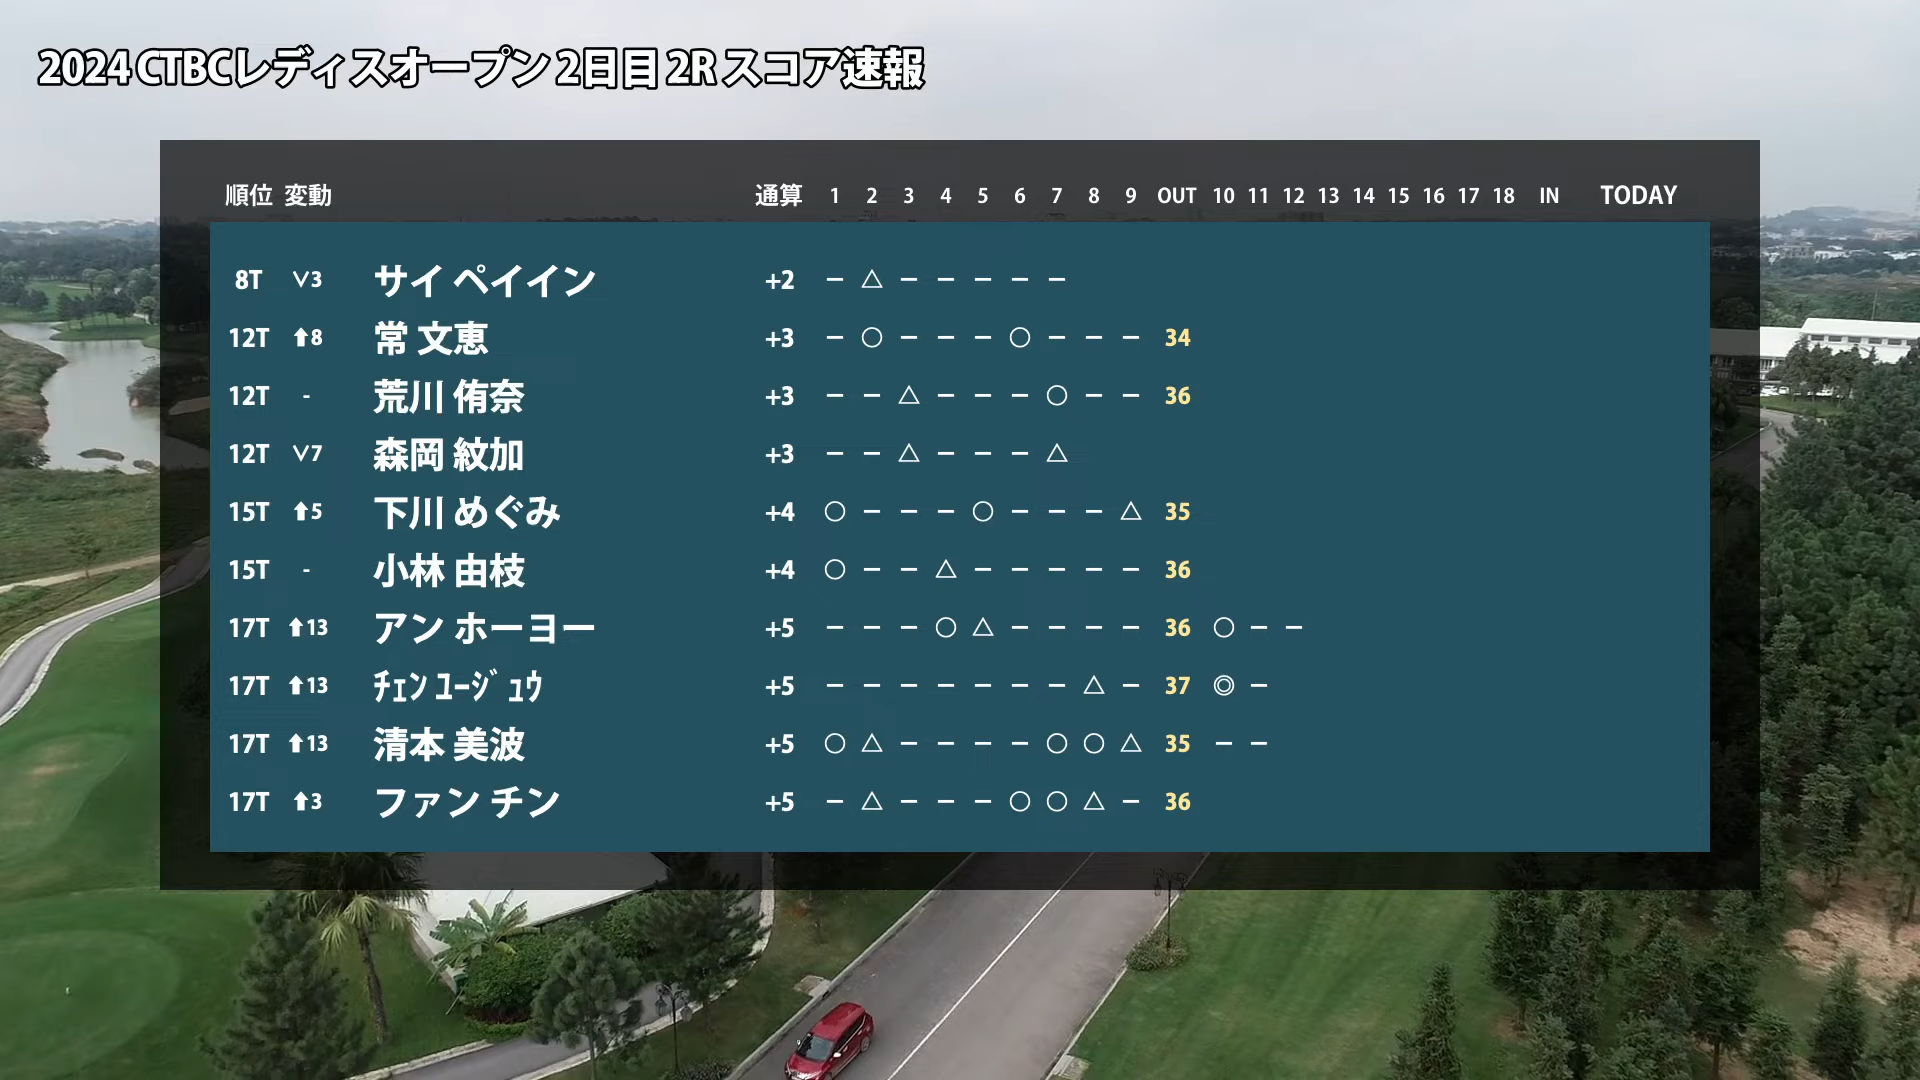 2024 CTBCレディスオープン 2日目 2R スコア速報
順位 変動 通算 1 2 3 4 5 6 7 8 9 OUT 10 11 12 13 14 15 16 17 18 IN TODAY
8T ∨3 サイ ペイイン +2 － △ － － － － －
12T ⬆8 常 文恵 +3 － ○ － － － ○ － － － 34
12T - 荒川 侑奈 +3 － － △ － － － ○ － － 36
12T ∨7 森岡 紋加 +3 － － △ － － － △
15T ⬆5 下川 めぐみ +4 ○ － － － ○ － － － △ 35
15T - 小林 由枝 +4 ○ － － △ － － － － － 36
17T ⬆13 アン ホーヨー +5 － － － ○ △ － － － － 36 ○ － －
17T ⬆13 ﾁｪﾝ ﾕｰｼﾞｭｳ +5 － － － － － － － △ － 37 ◎ －
17T ⬆13 清本 美波 +5 ○ △ － － － － ○ ○ △ 35 － －
17T ⬆3 ファン チン +5 － △ － － － ○ ○ △ － 36